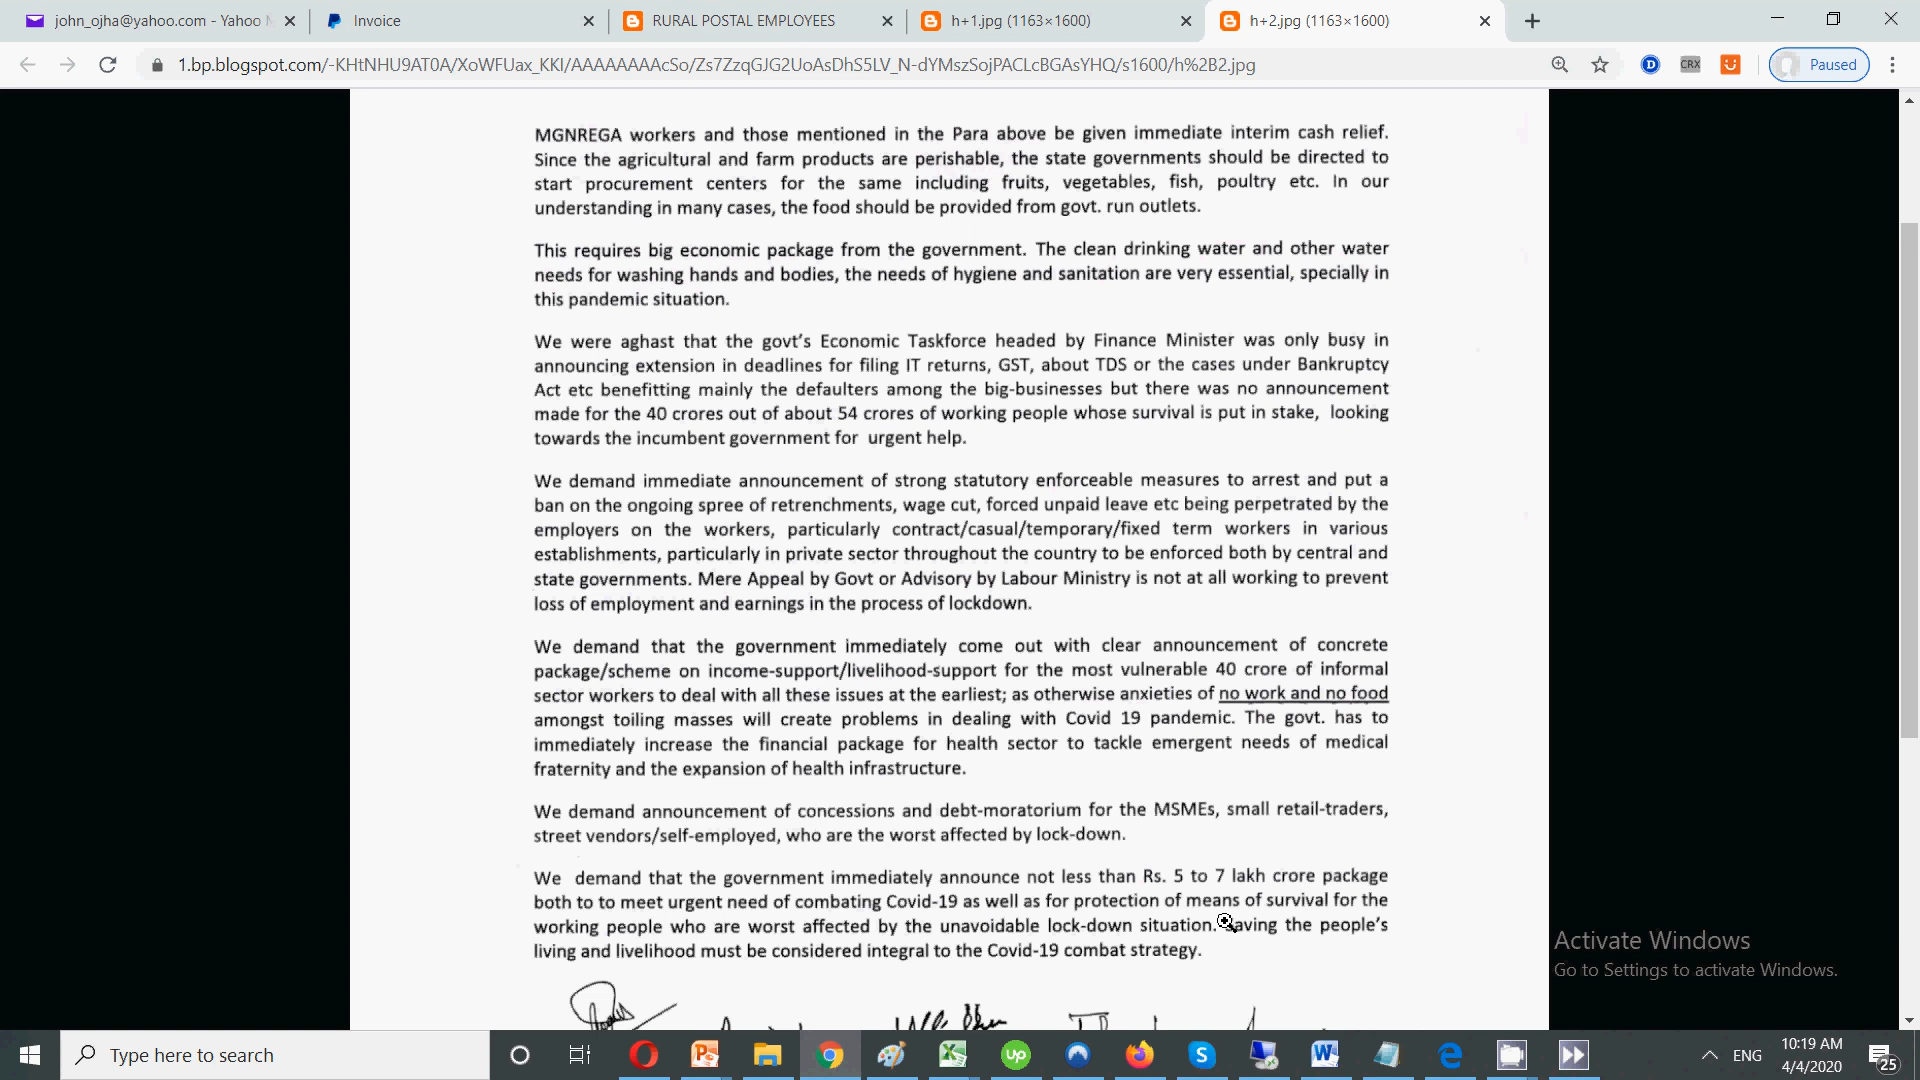 john_ojha@yahoo.com - Yahoo
Invoice
RURAL POSTAL EMPLOYEES
h+1.jpg (1163×1600)
h+2.jpg (1163×1600)
1.bp.blogspot.com/-KHtNHU9AT0A/XoWFUax_KKI/AAAAAAAAcSo/Zs7ZzqGJG2UoAsDhS5LV_N-dYMszSojPACLcBGAsYHQ/s1600/h%2B2.jpg
D
CRX
Paused
MGNREGA workers and those mentioned in the Para above be given immediate interim cash relief.
Since the agricultural and farm products are perishable, the state governments should be directed to
start procurement centers for the same including fruits, vegetables, fish, poultry etc. In our
understanding in many cases, the food should be provided from govt. run outlets.
This requires big economic package from the government. The clean drinking water and other water
needs for washing hands and bodies, the needs of hygiene and sanitation are very essential, specially in
this pandemic situation.
We were aghast that the govt's Economic Taskforce headed by Finance Minister was only busy in
announcing extension in deadlines for filing IT returns, GST, about TDS or the cases under Bankruptcy
Act etc benefitting mainly the defaulters among the big-businesses but there was no announcement
made for the 40 crores out of about 54 crores of working people whose survival is put in stake, looking
towards the incumbent government for urgent help.
We demand immediate announcement of strong statutory enforceable measures to arrest and put a
ban on the ongoing spree of retrenchments, wage cut, forced unpaid leave etc being perpetrated by the
employers on the workers, particularly contract/casual/temporary/fixed term workers in various
establishments, particularly in private sector throughout the country to be enforced both by central and
state governments. Mere Appeal by Govt or Advisory by Labour Ministry is not at all working to prevent
loss of employment and earnings in the process of lockdown.
We demand that the government immediately come out with clear announcement of concrete
package/scheme on income-support/livelihood-support for the most vulnerable 40 crore of informal
sector workers to deal with all these issues at the earliest; as otherwise anxieties of no work and no food
amongst toiling masses will create problems in dealing with Covid 19 pandemic. The govt. has to
immediately increase the financial package for health sector to tackle emergent needs of medical
fraternity and the expansion of health infrastructure.
We demand announcement of concessions and debt-moratorium for the MSMEs, small retail-traders,
street vendors/self-employed, who are the worst affected by lock-down.
We demand that the government immediately announce not less than Rs. 5 to 7 lakh crore package
both to to meet urgent need of combating Covid-19 as well as for protection of means of survival for the
working people who are worst affected by the unavoidable lock-down situation. Saving the people's
living and livelihood must be considered integral to the Covid-19 combat strategy.
Activate Windows
Go to Settings to activate Windows.
Type here to search
ENG
10:19 AM
4/4/2020
25